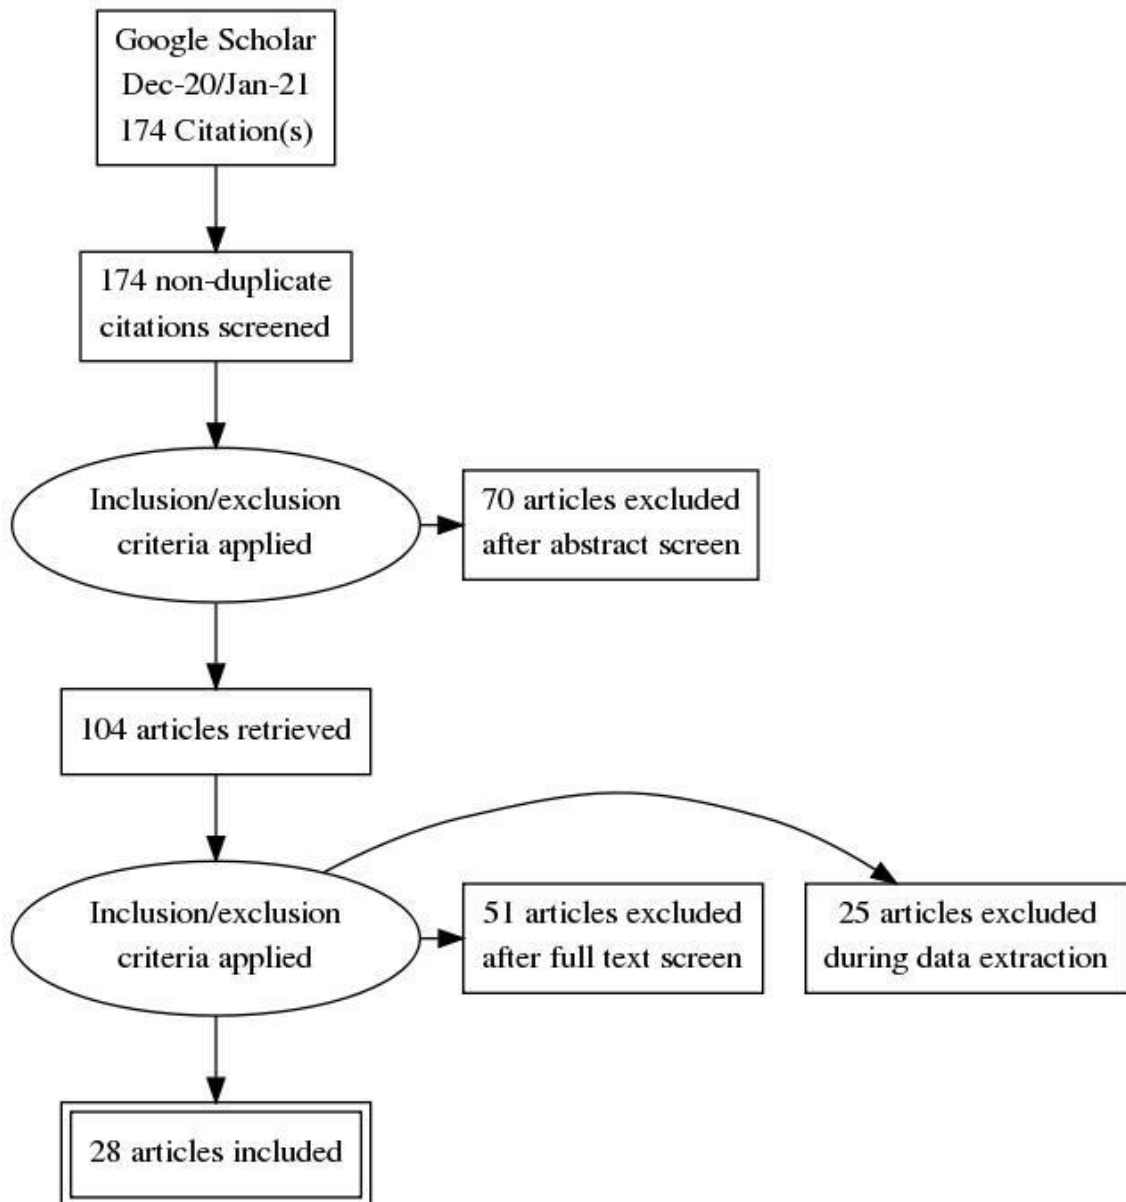 Google Scholar
Dec-20/Jan-21
174 Citation(s)
174 non-duplicate
citations screened
Inclusion/exclusion
criteria applied
70 articles excluded
after abstract screen
104 articles retrieved
Inclusion/exclusion
criteria applied
51 articles excluded
after full text screen
25 articles excluded
during data extraction
28 articles included